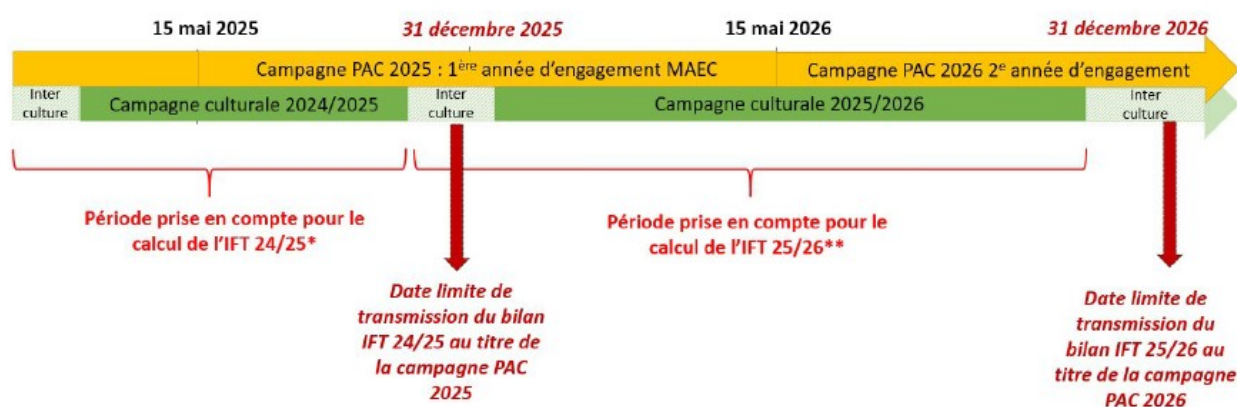 15 mai 2025
31 décembre 2025
15 mai 2026
31 décembre 2026
Campagne PAC 2025 : 1ère année d'engagement MAEC
Campagne PAC 2026 2e année d'engagement
Inter
culture
Campagne culturale 2024/2025
Inter
culture
Campagne culturale 2025/2026
Inter
culture
Période prise en compte pour le
calcul de l'IFT 24/25*
Période prise en compte pour le
calcul de l'IFT 25/26**
Date limite de
transmission du bilan
IFT 24/25 au titre de
la campagne PAC
2025
Date limite de
transmission du
bilan IFT 25/26 au
titre de la campagne
PAC 2026